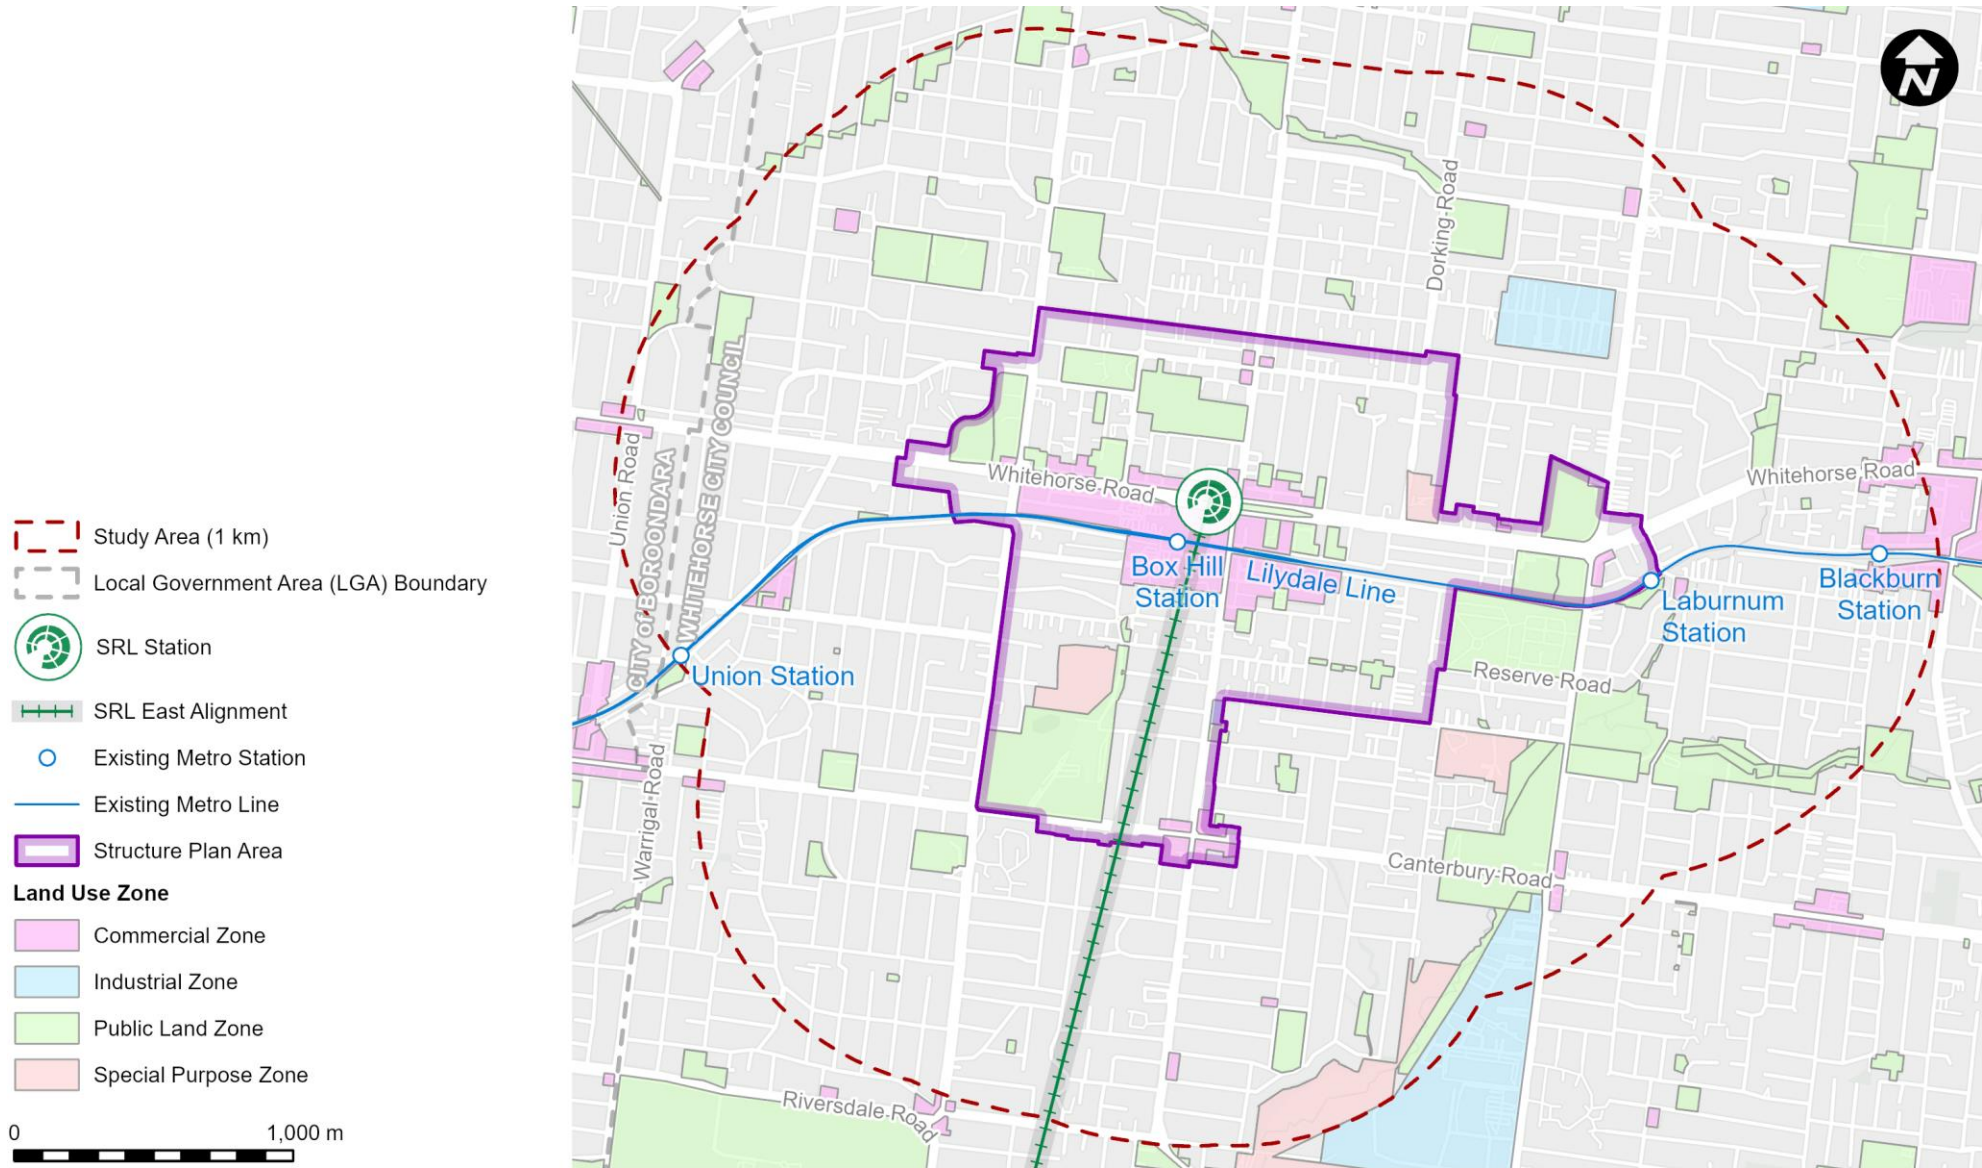 Study Area (1 km)
Local Government Area (LGA) Boundary
SRL Station
SRL East Alignment
Existing Metro Station
Existing Metro Line
Structure Plan Area
Land Use Zone
Commercial Zone
Industrial Zone
Public Land Zone
Special Purpose Zone
0 1,000 m
N
Dorking Road
Union Road
CITY of BOROONDARA
WHITEHORSE CITY COUNCIL
Whitehorse Road
Whitehorse Road
Box Hill
Station
Lilydale Line
Laburnum
Station
Blackburn
Station
Union Station
Reserve Road
Warrigal Road
Canterbury Road
Riversdale Road